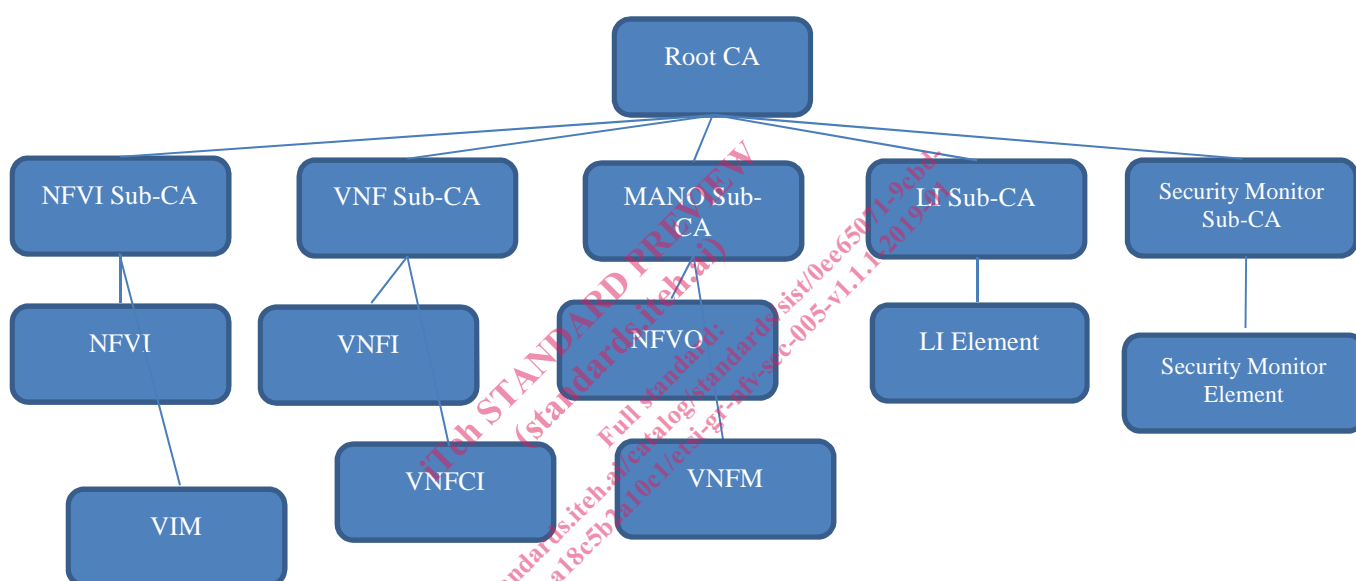 Root CA
NFVI Sub-CA
VNF Sub-CA
MANO Sub-
CA
LI Sub-CA
Security Monitor
Sub-CA
NFVI
VNFI
NFVO
LI Element
Security Monitor
Element
VNFCI
VNFM
VIM
iTeh STANDARD PREVIEW
(standards.iteh.ai)
Full standard: